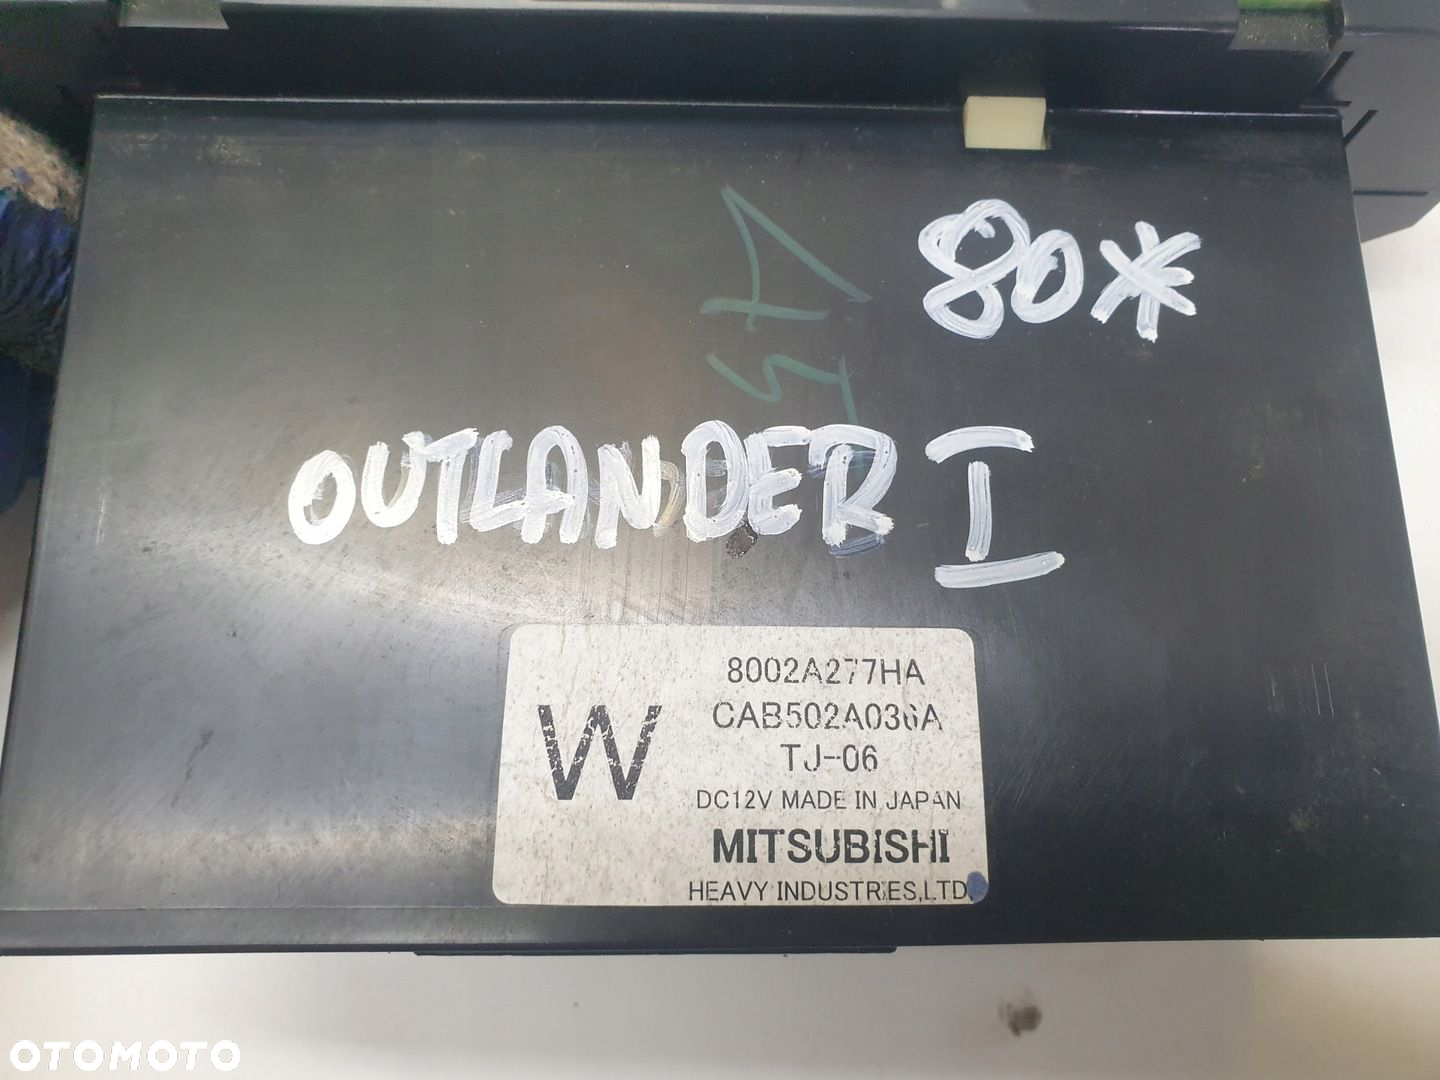 80*
OUTLANDER I
W
8002A277HA
CAB502A036A
TJ-06
DC12V MADE IN JAPAN
MITSUBISHI
HEAVY INDUSTRIES,LTD.
OTOMOTO